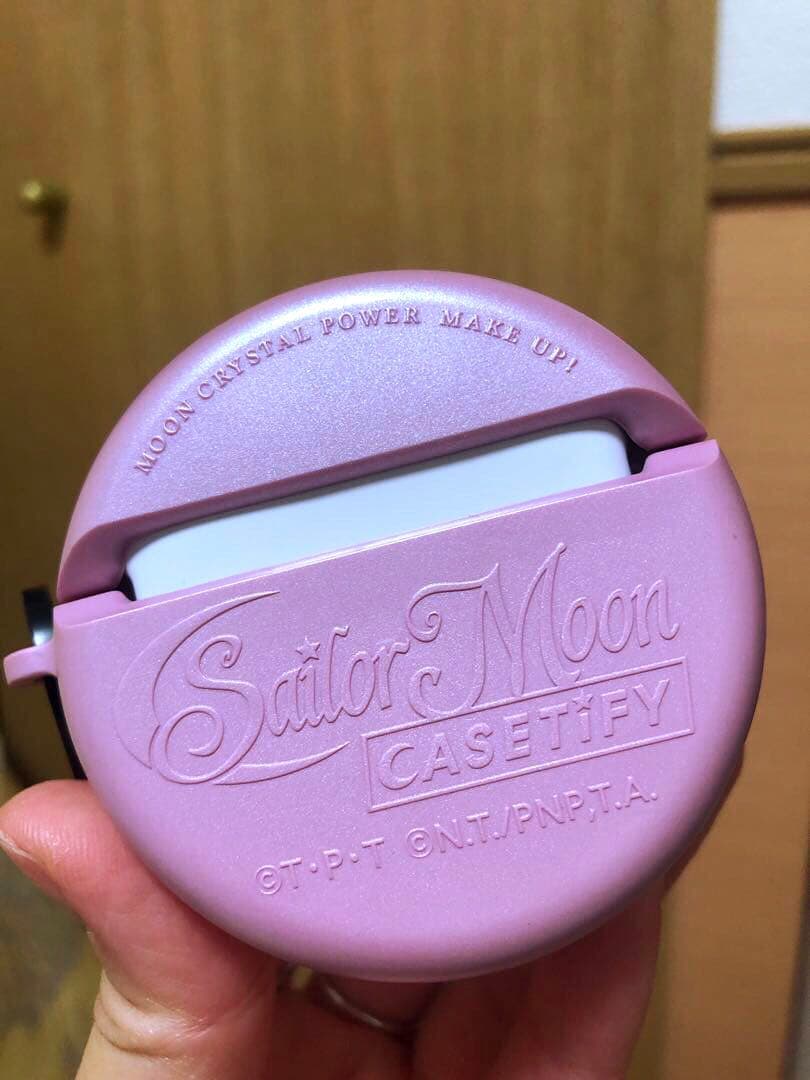 MOON CRYSTAL POWER MAKE UP!
Sailor Moon
CASETiFY
©T・P・T ©N.T./PNP,T.A.